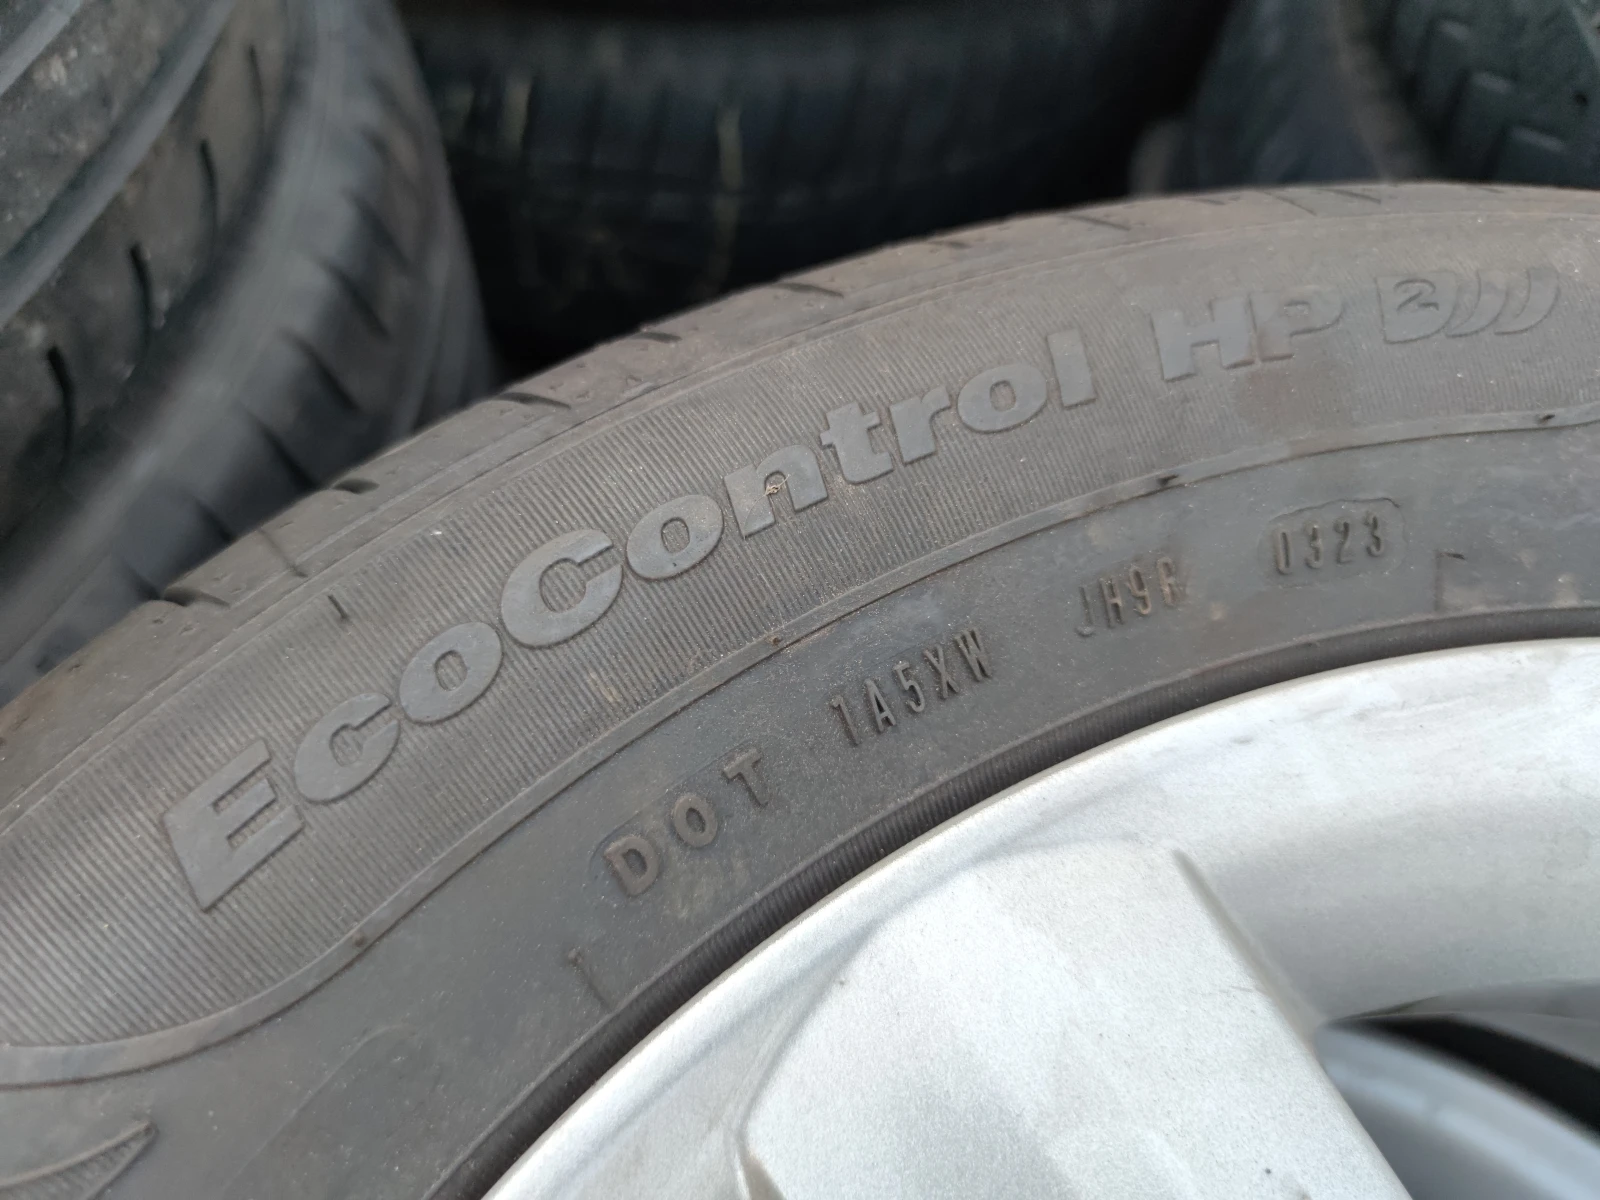 EcoControl HP 2
DOT 1A5XW JH9R 0323